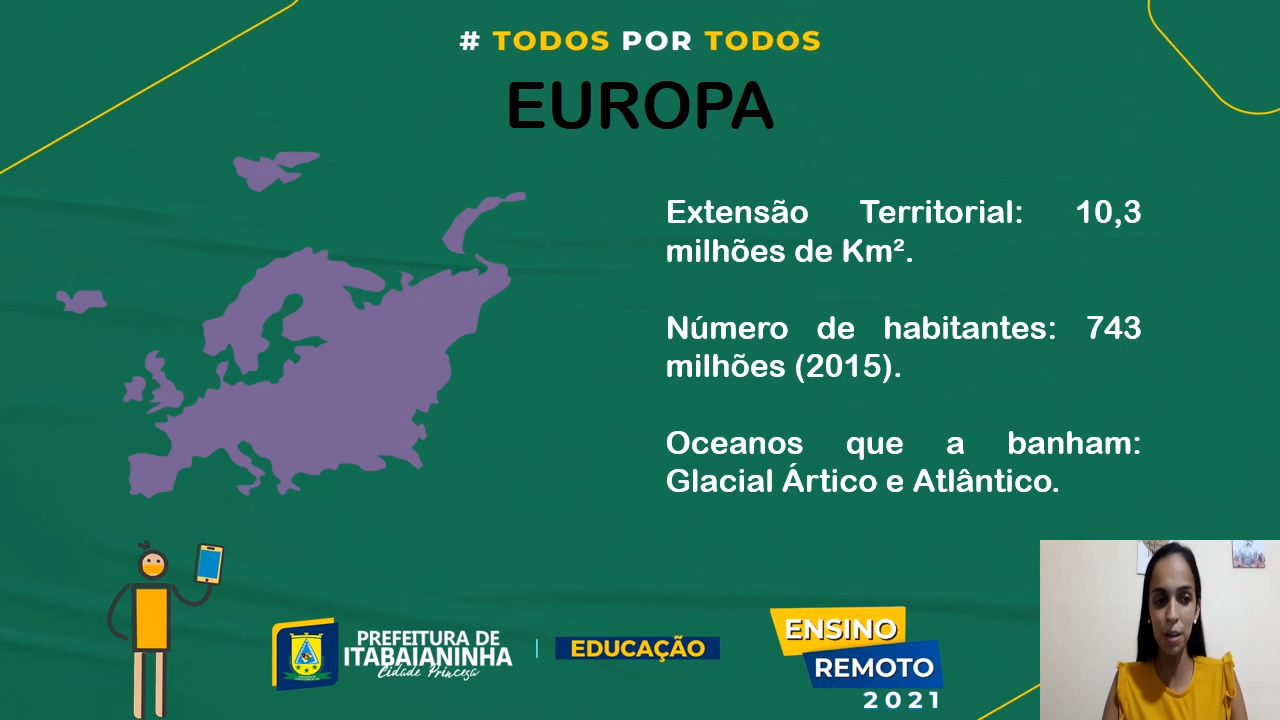 # TODOS POR TODOS
EUROPA
Extensão Territorial: 10,3
milhões de Km².
Número de habitantes: 743
milhões (2015).
Oceanos que a banham:
Glacial Ártico e Atlântico.
PREFEITURA DE
ITABAIANINHA
Cidade Princesa
EDUCAÇÃO
ENSINO
REMOTO
2021